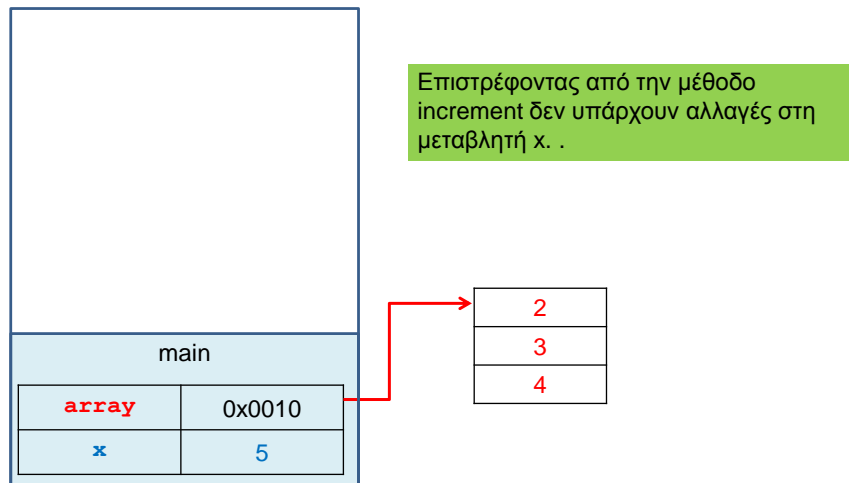 Επιστρέφοντας από την μέθοδο
increment δεν υπάρχουν αλλαγές στη
μεταβλητή x. .
2
3
4
main
array 0x0010
x 5